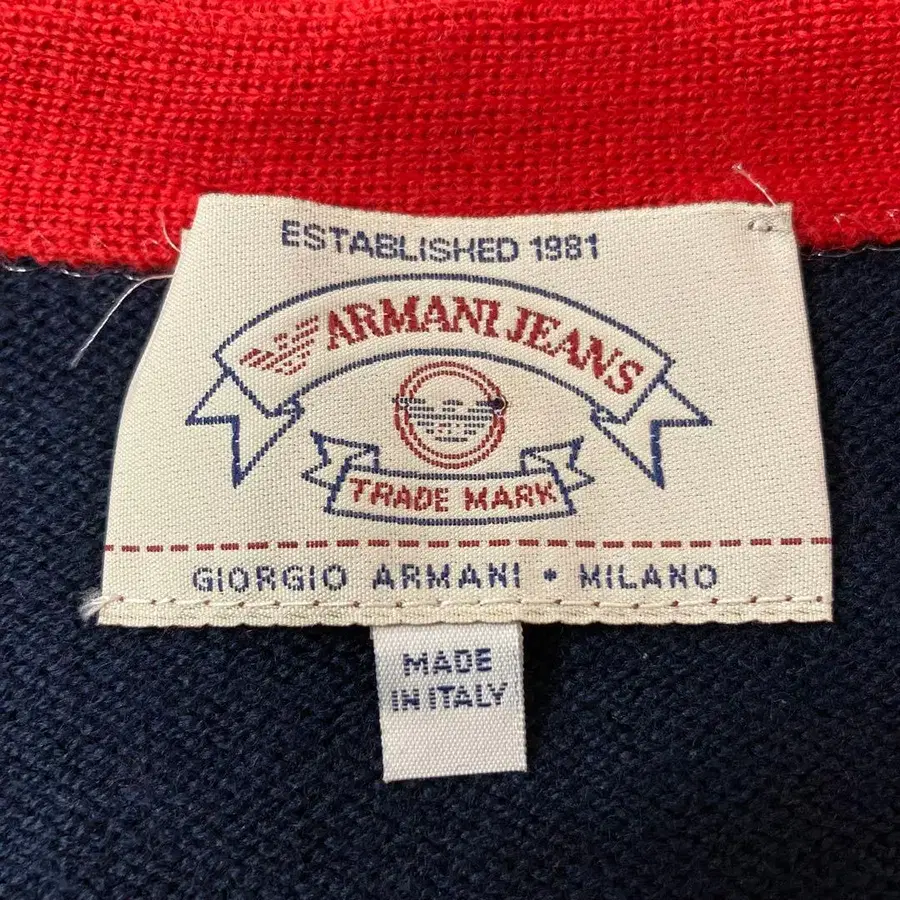 ESTABLISHED 1981
ARMANI JEANS
TRADE MARK
GIORGIO ARMANI • MILANO
MADE
IN ITALY